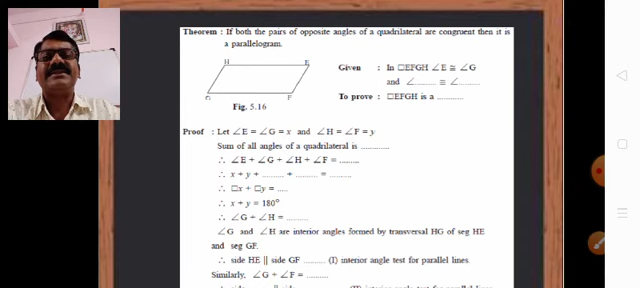 Theorem : If both the pairs of opposite angles of a quadrilateral are congruent then it is
a parallelogram.
H E
G F
Fig. 5.16
Given : In □EFGH ∠E ≅ ∠G
and ∠.......... ≅ ∠..........
To prove : □EFGH is a ............
Proof : Let ∠E = ∠G = x and ∠H = ∠F = y
Sum of all angles of a quadrilateral is .............
∴ ∠E + ∠G + ∠H + ∠F = .........
∴ x + y + .......... + .......... = ..........
∴ □x + □y = .....
∴ x + y = 180°
∴ ∠G + ∠H = ..........
∠G and ∠H are interior angles formed by transversal HG of seg HE
and seg GF.
∴ side HE || side GF .......... (I) interior angle test for parallel lines.
Similarly, ∠G + ∠F = ..........